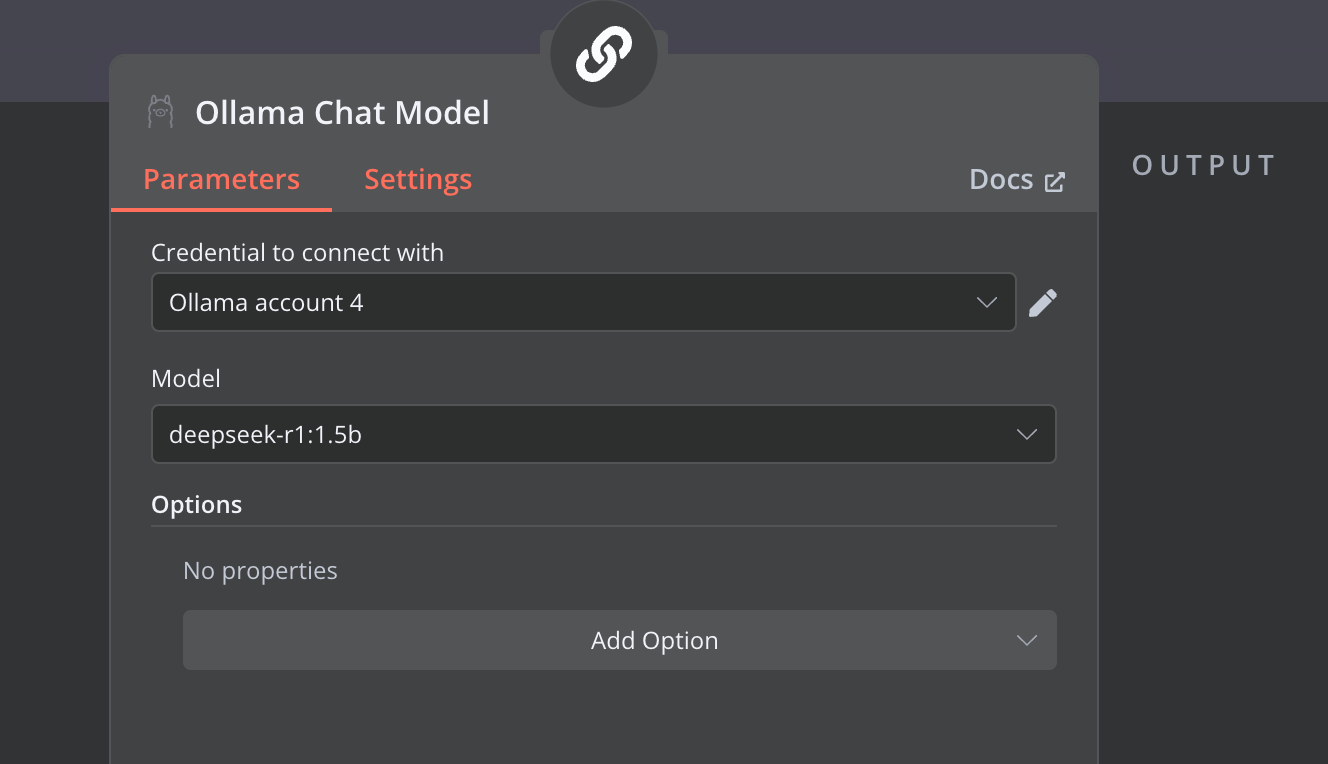 Ollama Chat Model
Parameters Settings Docs
OUTPUT
Credential to connect with
Ollama account 4
Model
deepseek-r1:1.5b
Options
No properties
Add Option